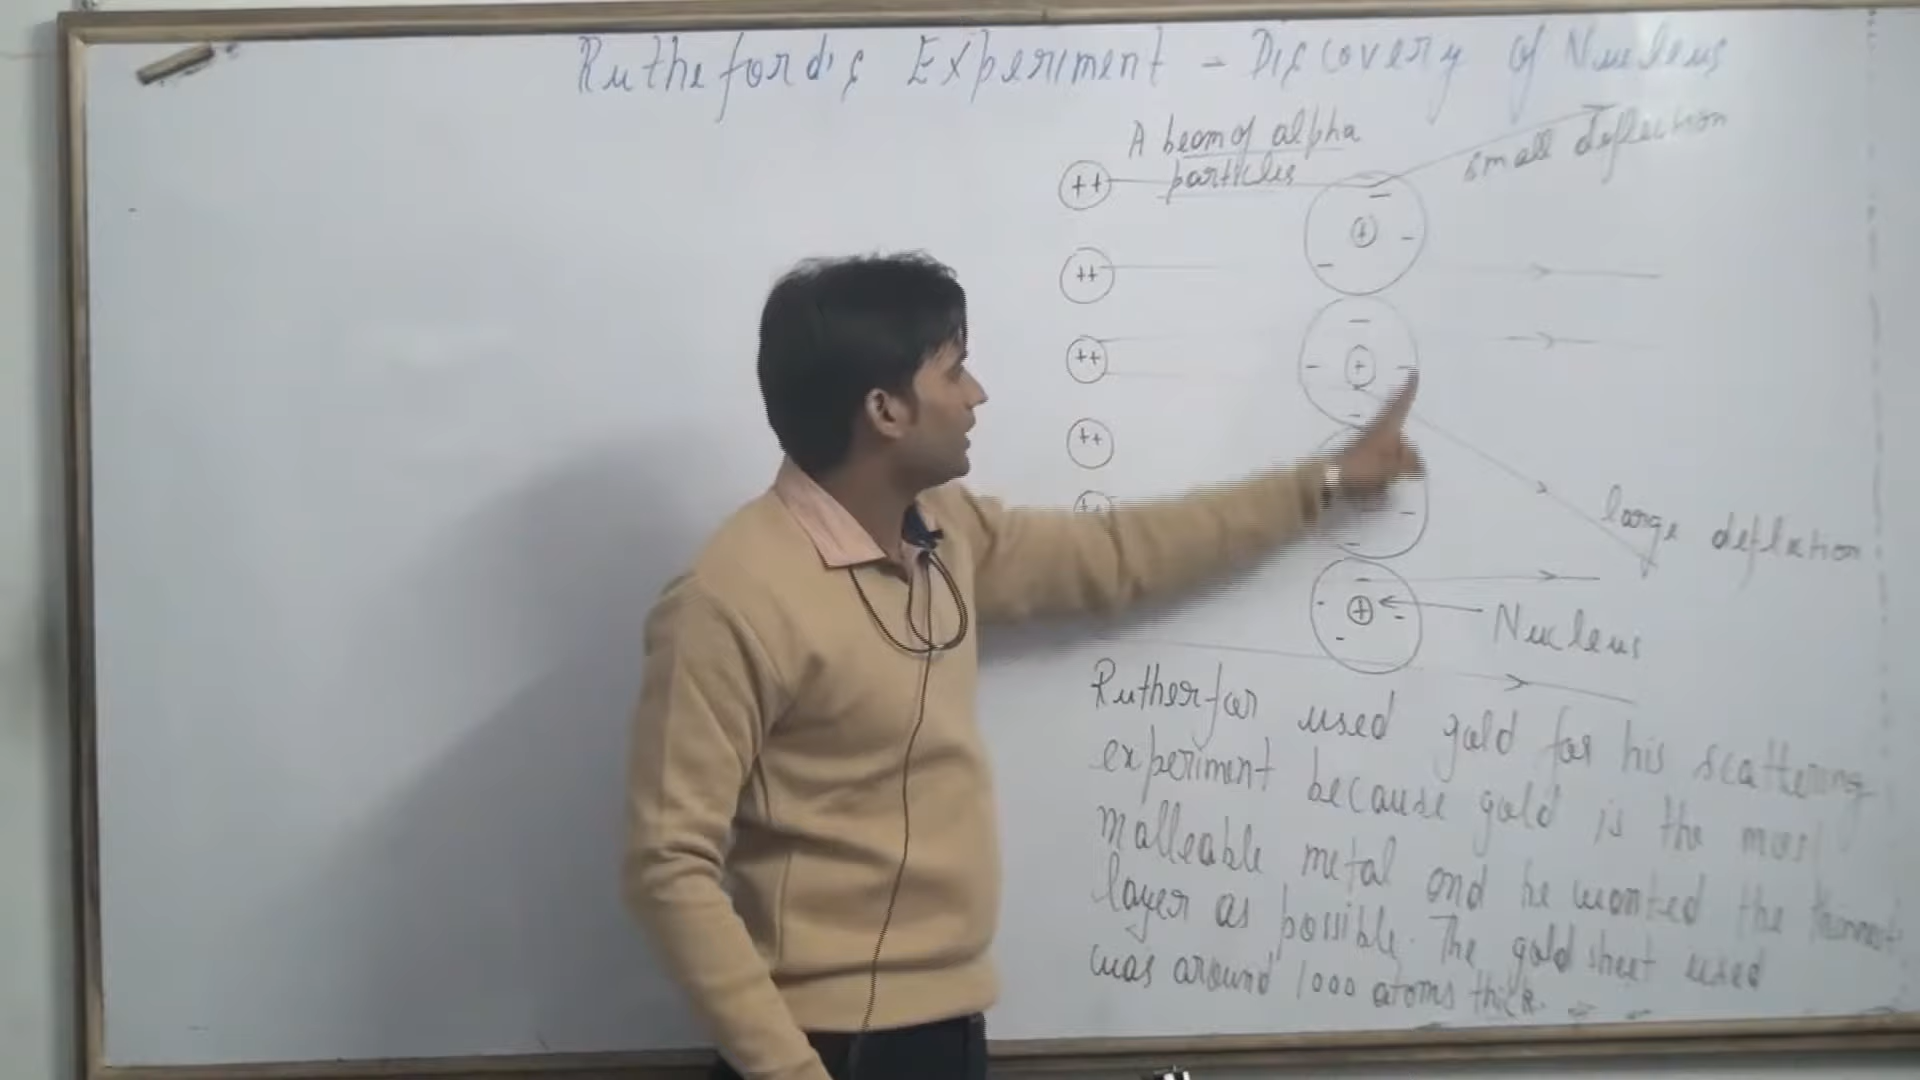 Rutheford's Experiment - Discovery of Nucleus
A beam of alpha
particles
small deflection
++
+
++
++
+
++
large deflection
++
+
Nucleus
Rutherfor used gold for his scattering
experiment because gold is the most
malleable metal and he wanted the thinnest
layer as possible. The gold sheet used
was around 1000 atoms thick.